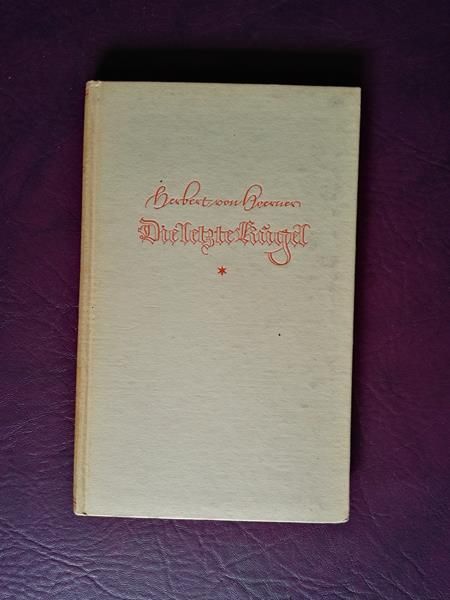 Herbert von Hoerner
Die letzte Kugel
*